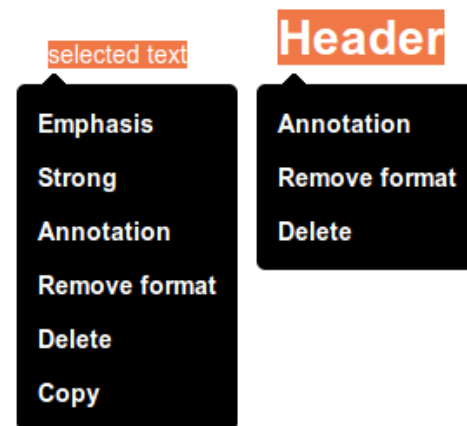 selected text
Emphasis
Strong
Annotation
Remove format
Delete
Copy
Header
Annotation
Remove format
Delete